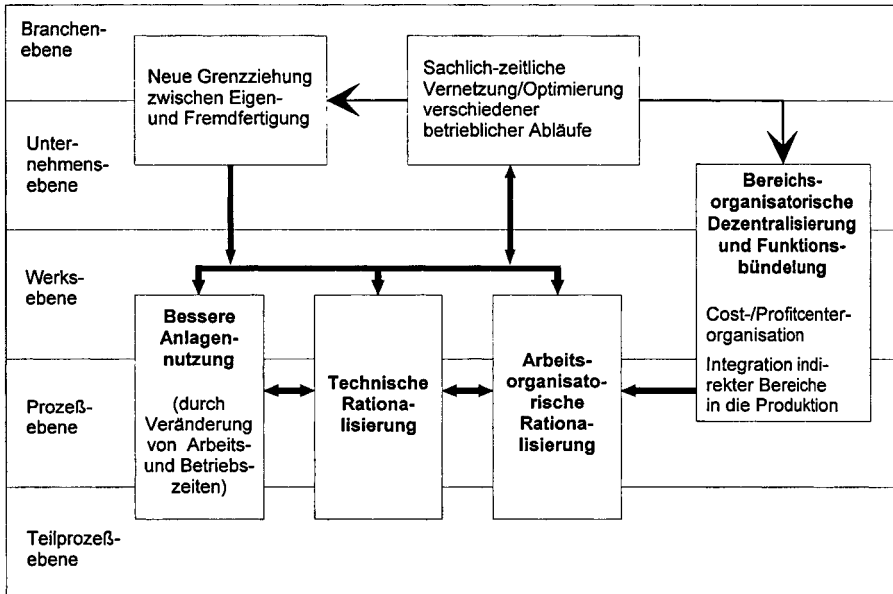 Branchen-
ebene
Neue Grenzziehung
zwischen Eigen-
und Fremdfertigung
Sachlich-zeitliche
Vernetzung/Optimierung
verschiedener
betrieblicher Abläufe
Unter-
nehmens-
ebene
Bereichs-
organisatorische
Dezentralisierung
und Funktions-
bündelung
Cost-/Profitcenter-
organisation
Integration indi-
rekter Bereiche
in die Produktion
Werks-
ebene
Bessere
Anlagen-
nutzung
(durch
Veränderung
von Arbeits-
und Betriebs-
zeiten)
Technische
Rationa-
lisierung
Arbeits-
organisato-
rische
Rationa-
lisierung
Prozeß-
ebene
Teilprozeß-
ebene